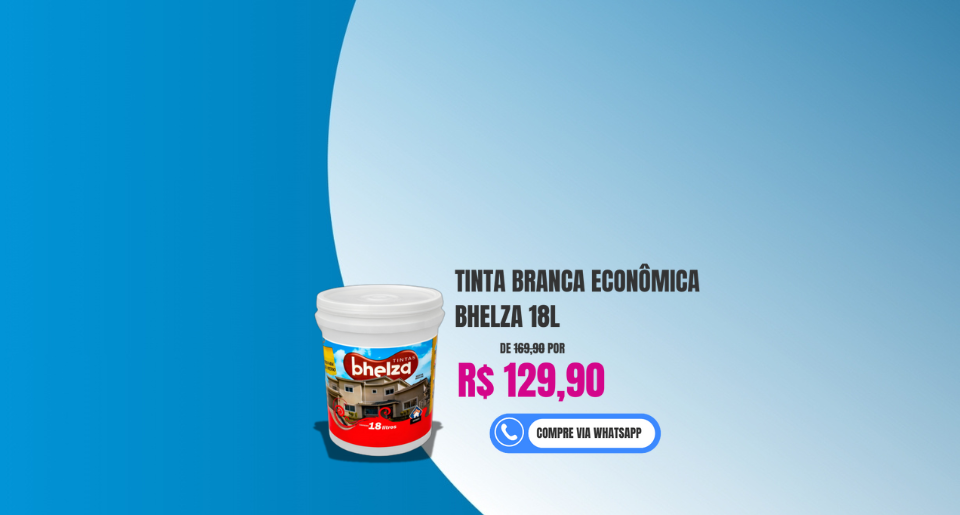 TINTA BRANCA ECONÔMICA
BHELZA 18L
DE 169,90 POR
R$ 129,90
COMPRE VIA WHATSAPP
TINTAS
bhelza
18 litros